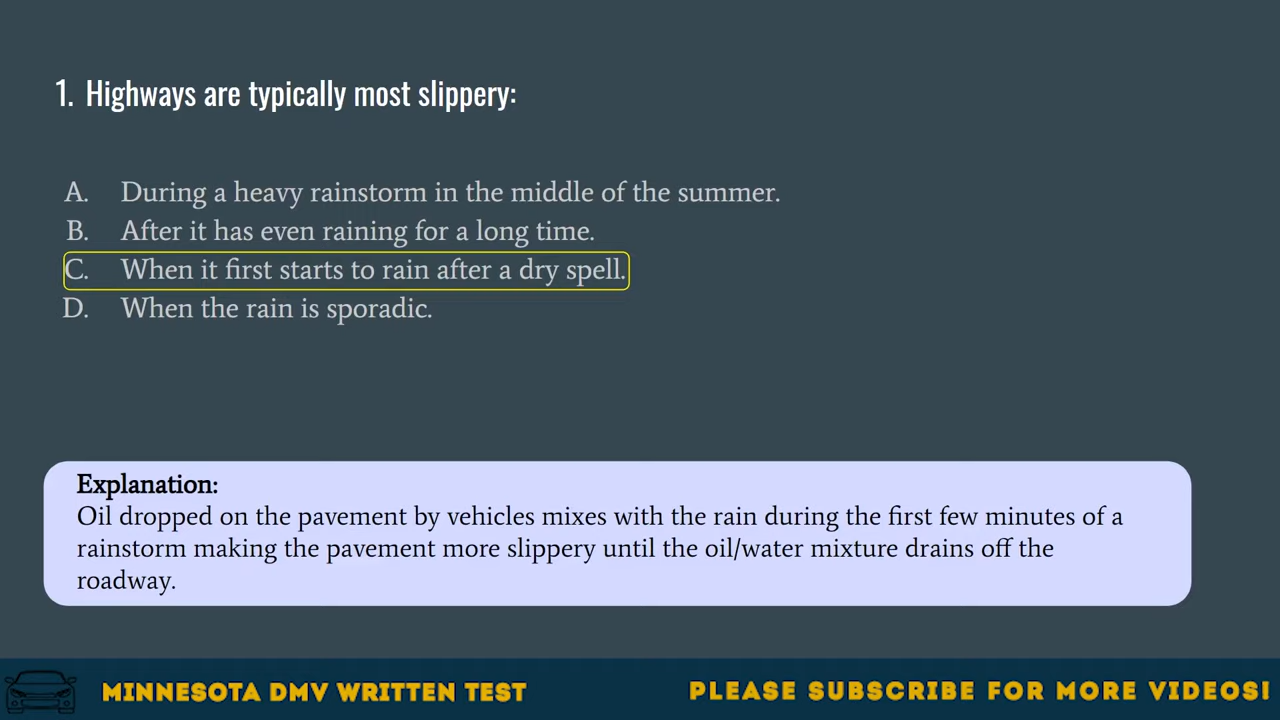 1. Highways are typically most slippery:
A. During a heavy rainstorm in the middle of the summer.
B. After it has even raining for a long time.
C. When it first starts to rain after a dry spell.
D. When the rain is sporadic.
Explanation:
Oil dropped on the pavement by vehicles mixes with the rain during the first few minutes of a
rainstorm making the pavement more slippery until the oil/water mixture drains off the
roadway.
MINNESOTA DMV WRITTEN TEST
PLEASE SUBSCRIBE FOR MORE VIDEOS!